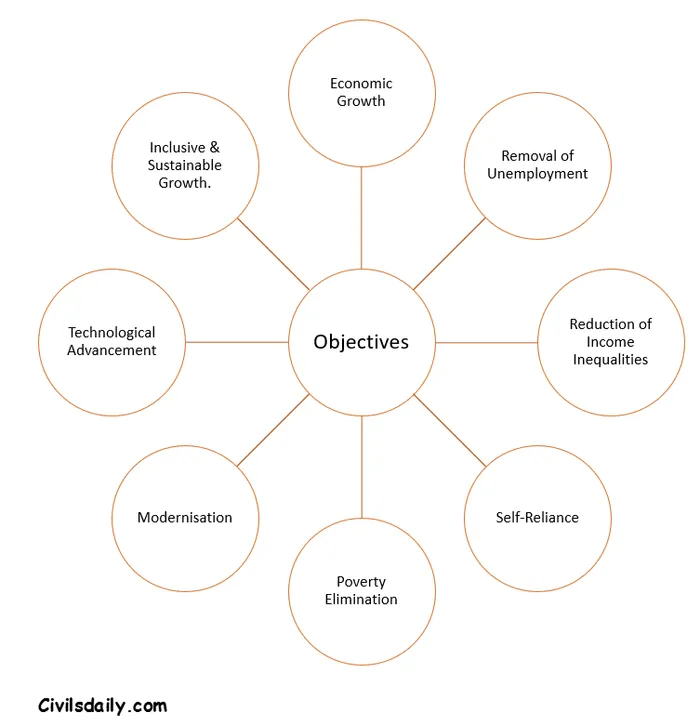 Economic
Growth
Removal of
Unemployment
Reduction of
Income
Inequalities
Self-Reliance
Poverty
Elimination
Modernisation
Technological
Advancement
Inclusive &
Sustainable
Growth.
Objectives
Civilsdaily.com